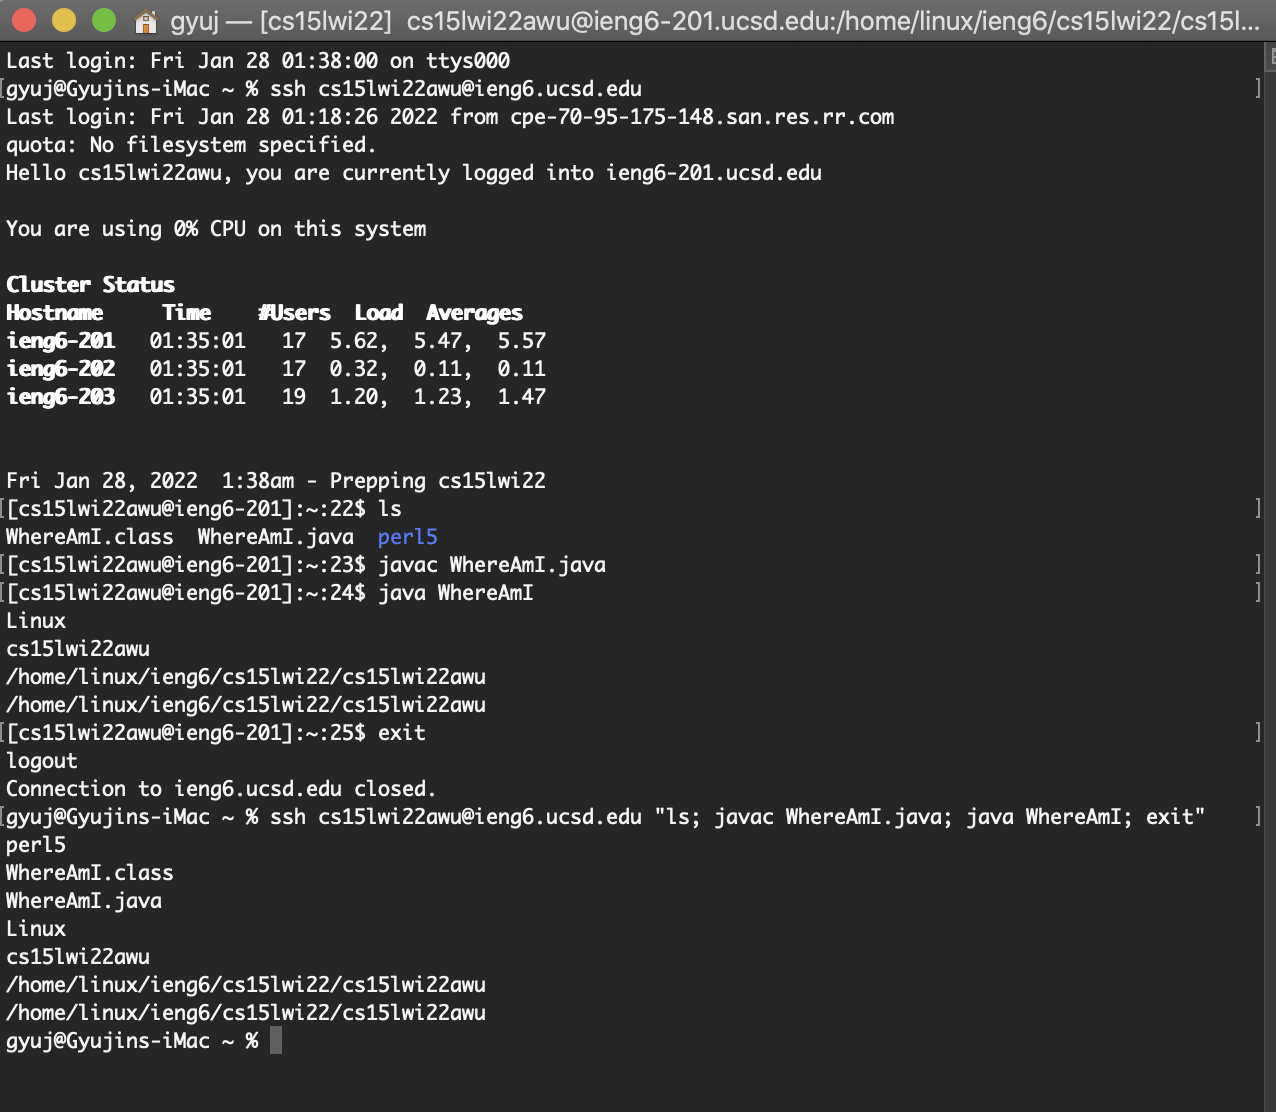 gyuj — [cs15lwi22] cs15lwi22awu@ieng6-201.ucsd.edu:/home/linux/ieng6/cs15lwi22/cs15l...
Last login: Fri Jan 28 01:38:00 on ttys000
[gyuj@Gyujins-iMac ~ % ssh cs15lwi22awu@ieng6.ucsd.edu ]
Last login: Fri Jan 28 01:18:26 2022 from cpe-70-95-175-148.san.res.rr.com
quota: No filesystem specified.
Hello cs15lwi22awu, you are currently logged into ieng6-201.ucsd.edu
You are using 0% CPU on this system
Cluster Status
Hostname Time #Users Load Averages
ieng6-201 01:35:01 17 5.62, 5.47, 5.57
ieng6-202 01:35:01 17 0.32, 0.11, 0.11
ieng6-203 01:35:01 19 1.20, 1.23, 1.47
Fri Jan 28, 2022 1:38am - Prepping cs15lwi22
[[cs15lwi22awu@ieng6-201]:~:22$ ls ]
WhereAmI.class WhereAmI.java perl5
[[cs15lwi22awu@ieng6-201]:~:23$ javac WhereAmI.java ]
[[cs15lwi22awu@ieng6-201]:~:24$ java WhereAmI ]
Linux
cs15lwi22awu
/home/linux/ieng6/cs15lwi22/cs15lwi22awu
/home/linux/ieng6/cs15lwi22/cs15lwi22awu
[[cs15lwi22awu@ieng6-201]:~:25$ exit ]
logout
Connection to ieng6.ucsd.edu closed.
[gyuj@Gyujins-iMac ~ % ssh cs15lwi22awu@ieng6.ucsd.edu "ls; javac WhereAmI.java; java WhereAmI; exit" ]
perl5
WhereAmI.class
WhereAmI.java
Linux
cs15lwi22awu
/home/linux/ieng6/cs15lwi22/cs15lwi22awu
/home/linux/ieng6/cs15lwi22/cs15lwi22awu
gyuj@Gyujins-iMac ~ %